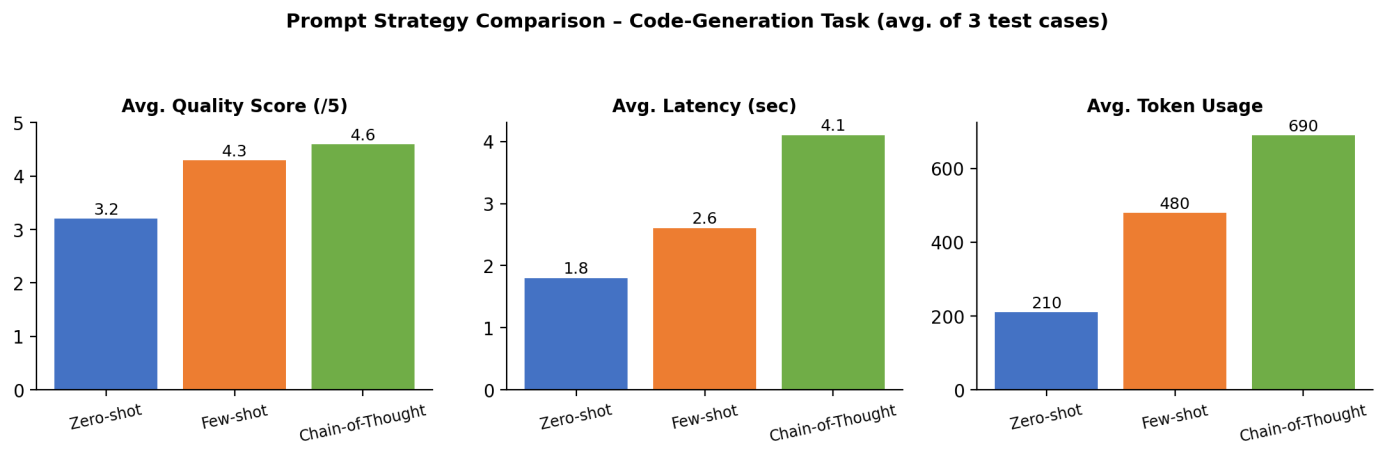 Prompt Strategy Comparison – Code-Generation Task (avg. of 3 test cases)
Avg. Quality Score (/5)
5
4
3
2
1
0
3.2
4.3
4.6
Zero-shot
Few-shot
Chain-of-Thought
Avg. Latency (sec)
4
3
2
1
0
1.8
2.6
4.1
Zero-shot
Few-shot
Chain-of-Thought
Avg. Token Usage
600
400
200
0
210
480
690
Zero-shot
Few-shot
Chain-of-Thought